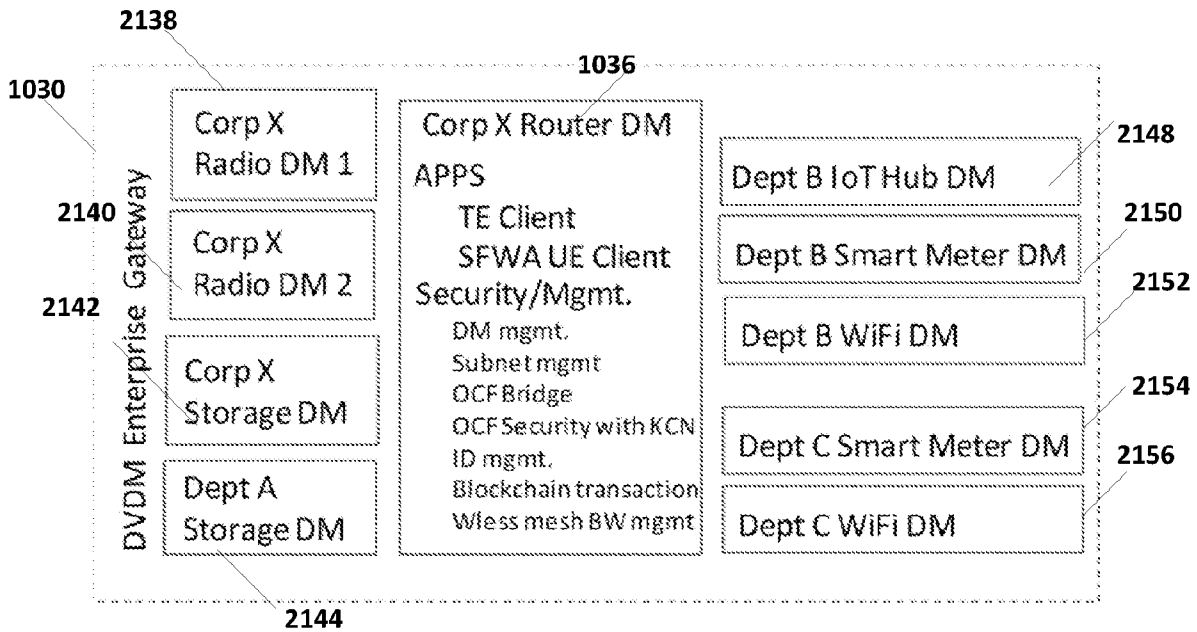 2138
1030
1036
Corp X
Radio DM 1
2140
Corp X
Radio DM 2
2142
Corp X
Storage DM
Dept A
Storage DM
2144
DVDM Enterprise Gateway
Corp X Router DM
APPS
TE Client
SFWA UE Client
Security/Mgmt.
DM mgmt.
Subnet mgmt
OCF Bridge
OCF Security with KCN
ID mgmt.
Blockchain transaction
Wless mesh BW mgmt
Dept B IoT Hub DM
2148
Dept B Smart Meter DM
2150
Dept B WiFi DM
2152
Dept C Smart Meter DM
2154
Dept C WiFi DM
2156